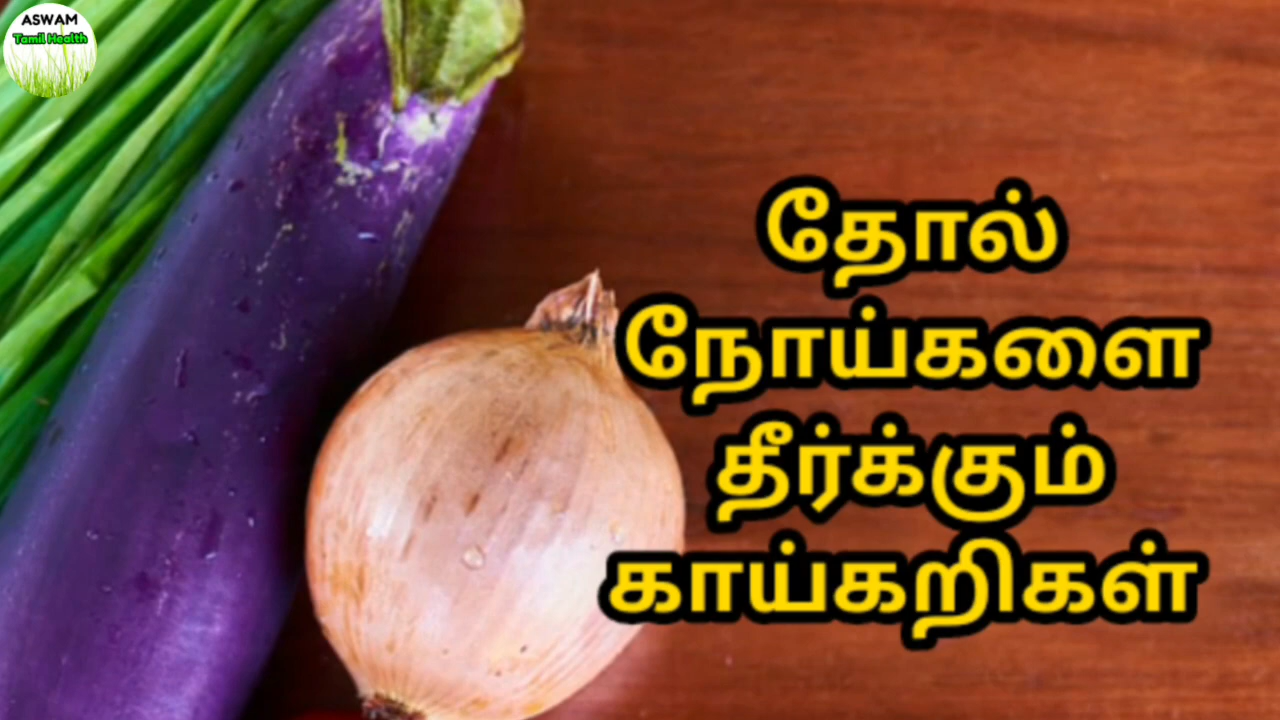 ASWAM
Tamil Health
தோல்
நோய்களை
தீர்க்கும்
காய்கறிகள்